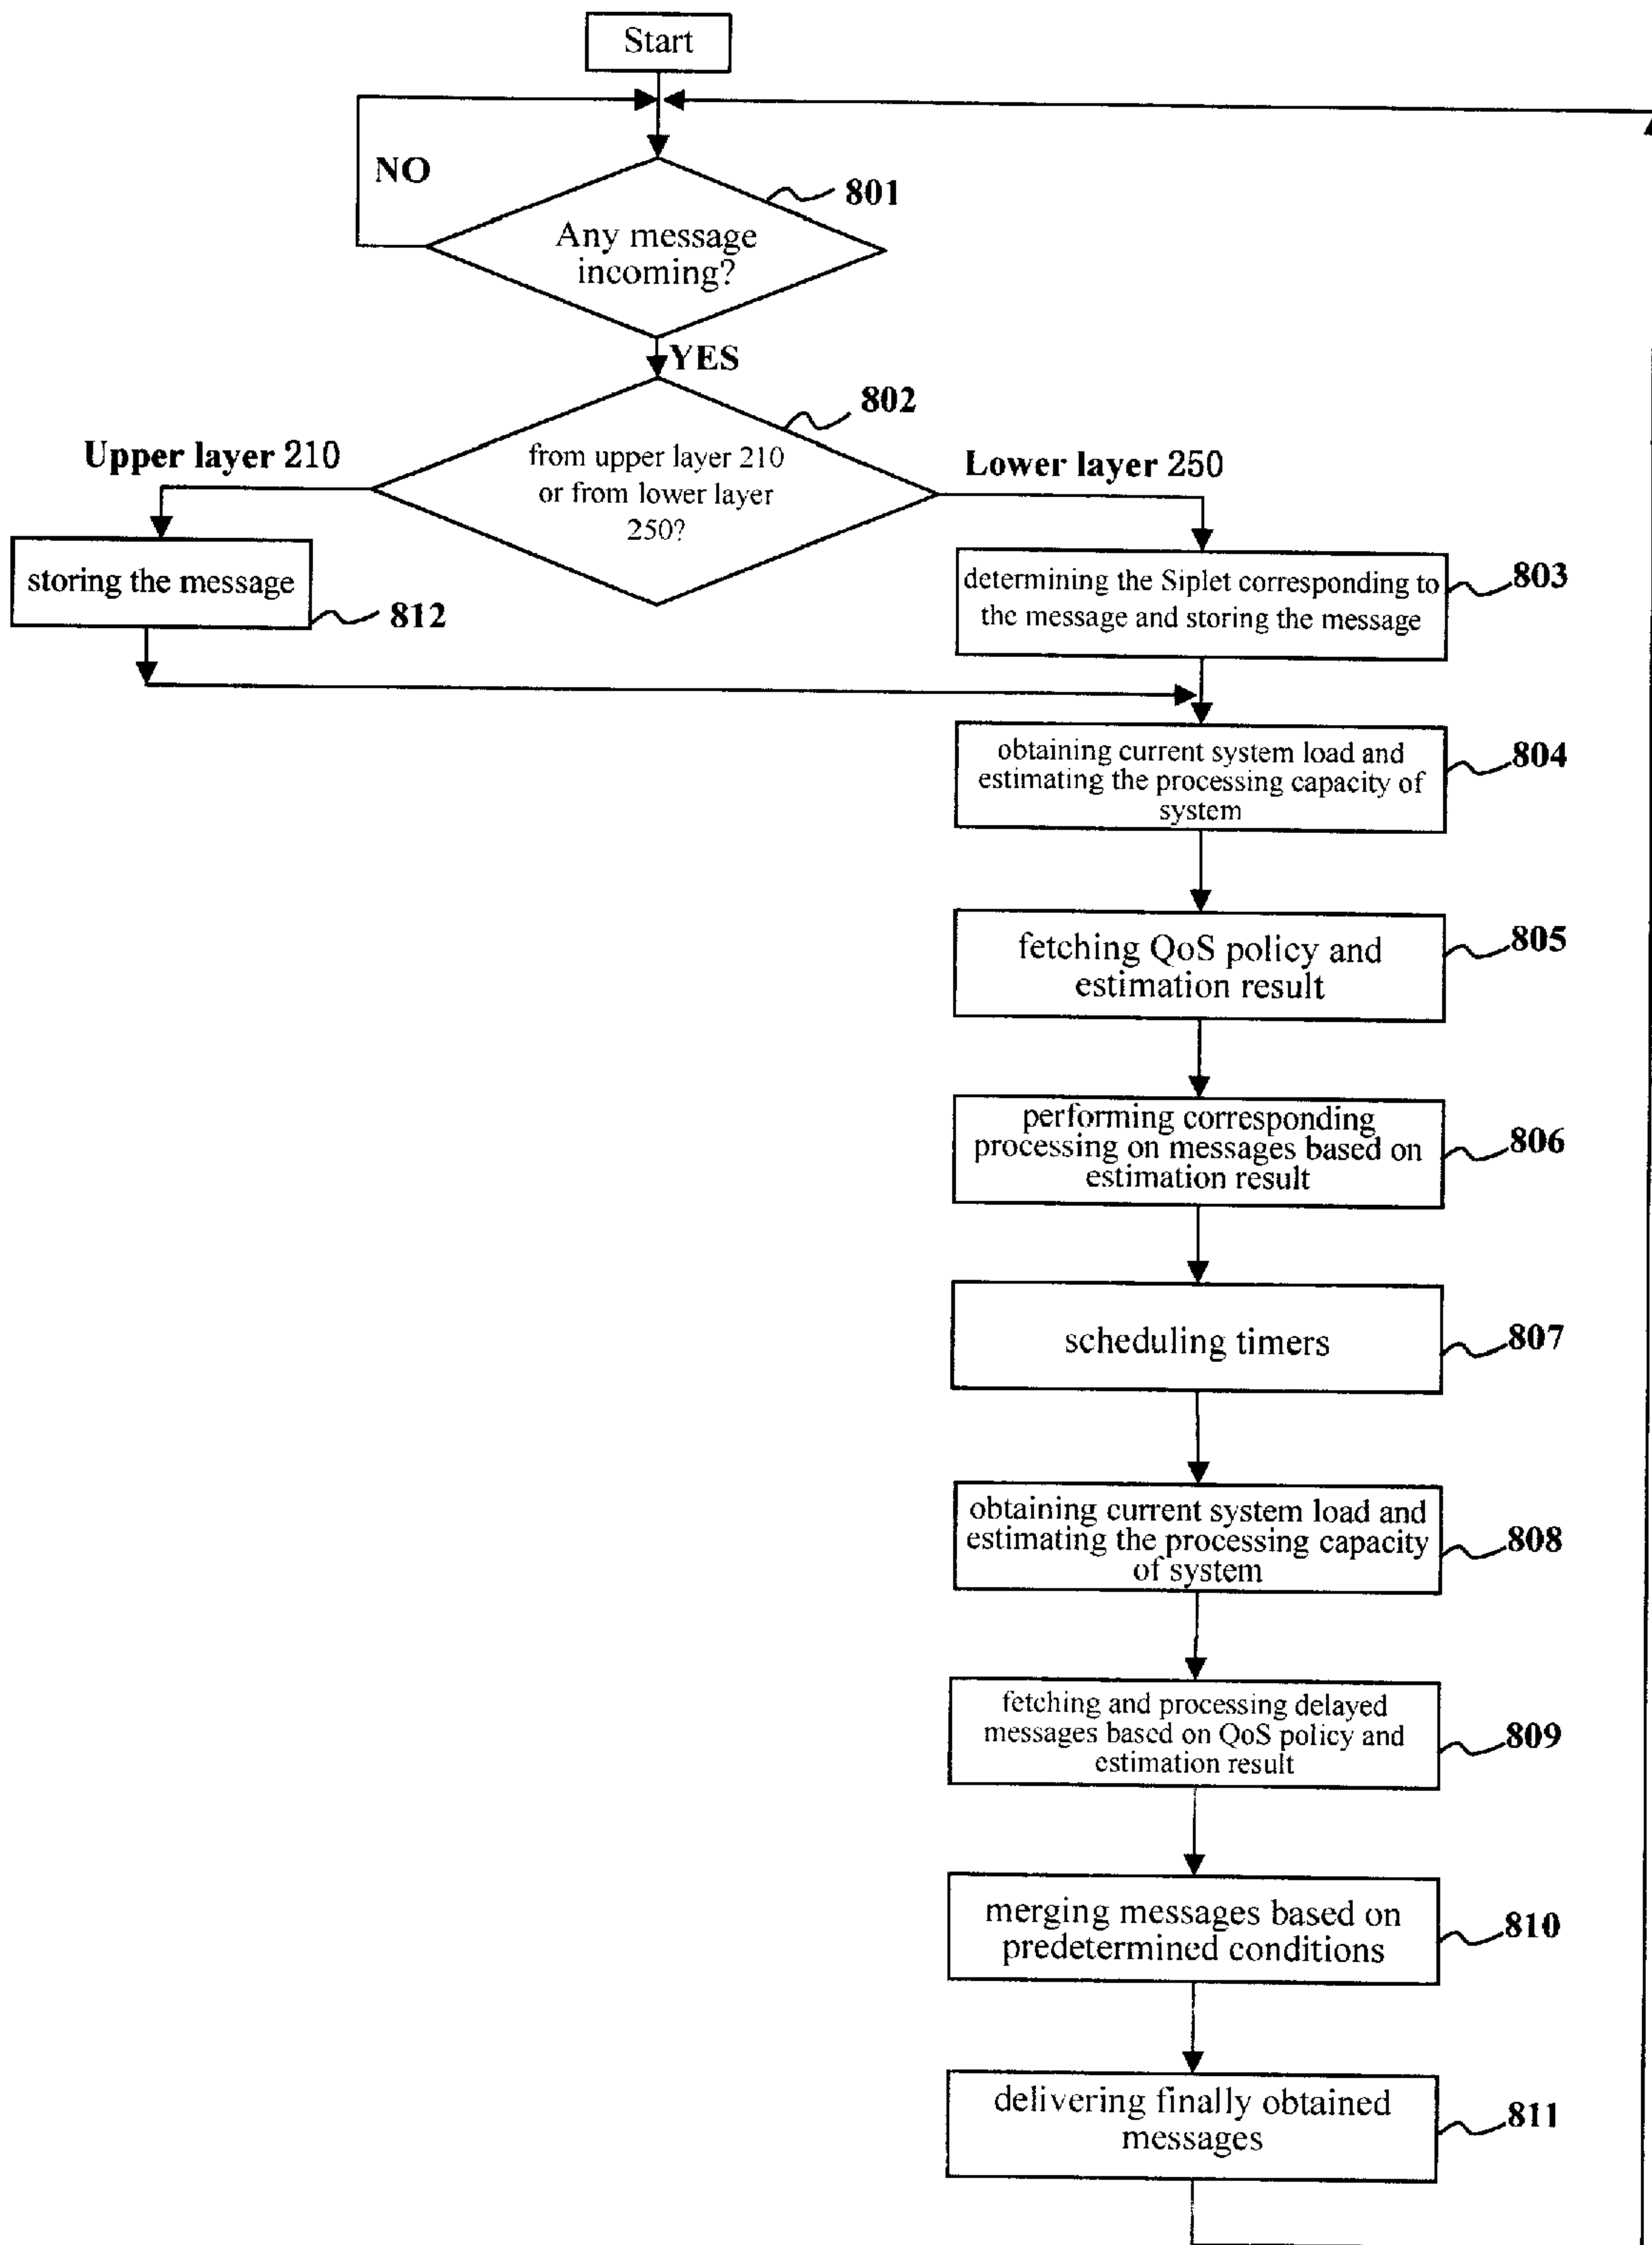 Start
NO
801
Any message
incoming?
YES
802
Upper layer 210
from upper layer 210
or from lower layer
250?
Lower layer 250
storing the message
812
determining the Siplet corresponding to
the message and storing the message
803
obtaining current system load and
estimating the processing capacity of
system
804
fetching QoS policy and
estimation result
805
performing corresponding
processing on messages based on
estimation result
806
scheduling timers
807
obtaining current system load and
estimating the processing capacity
of system
808
fetching and processing delayed
messages based on QoS policy and
estimation result
809
merging messages based on
predetermined conditions
810
delivering finally obtained
messages
811